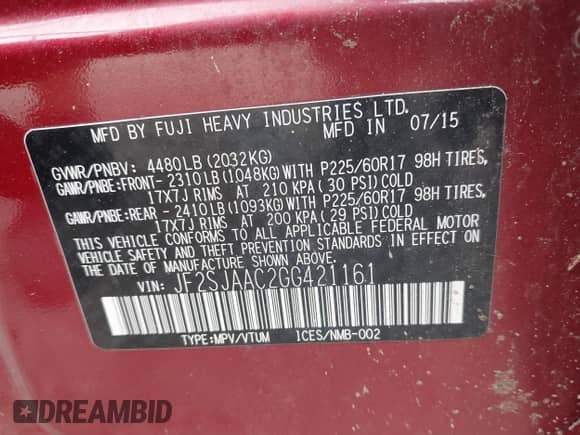 MFD BY FUJI HEAVY INDUSTRIES LTD.
MFD IN 07/15
GVWR/PNBV: 4480LB(2032KG)
GAWR/PNBE:FRONT- 2310LB(1048KG)WITH P225/60R17 98H TIRES,
17X7J RIMS AT 210 KPA( 30 PSI)COLD
GAWR/PNBE:REAR - 2410LB(1093KG)WITH P225/60R17 98H TIRES,
17X7J RIMS AT 200 KPA( 29 PSI)COLD
THIS VEHICLE CONFORMS TO ALL APPLICABLE FEDERAL MOTOR
VEHICLE SAFETY AND THEFT PREVENTION STANDARDS IN EFFECT ON
THE DATE OF MANUFACTURE SHOWN ABOVE.
VIN: JF2SJAAC2GG421161
TYPE:MPV/VTUM ICES/NMB-002
DREAMBID